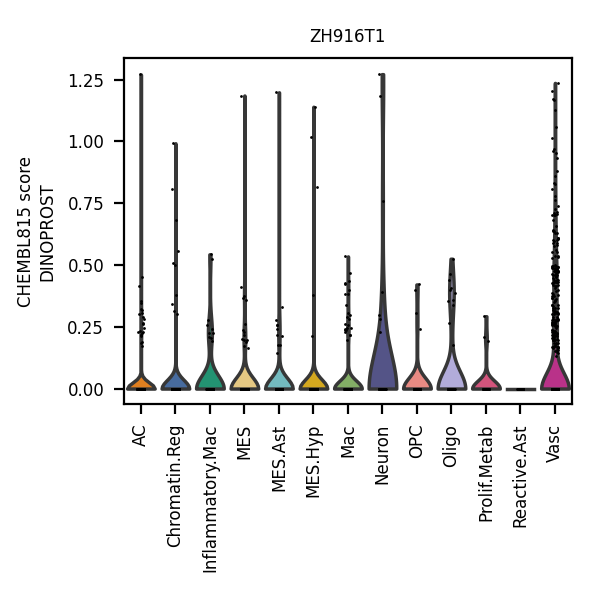 ZH916T1
CHEMBL815 score
DINOPROST
1.25
1.00
0.75
0.50
0.25
0.00
AC
Chromatin.Reg
Inflammatory.Mac
MES
MES.Ast
MES.Hyp
Mac
Neuron
OPC
Oligo
Prolif.Metab
Reactive.Ast
Vasc